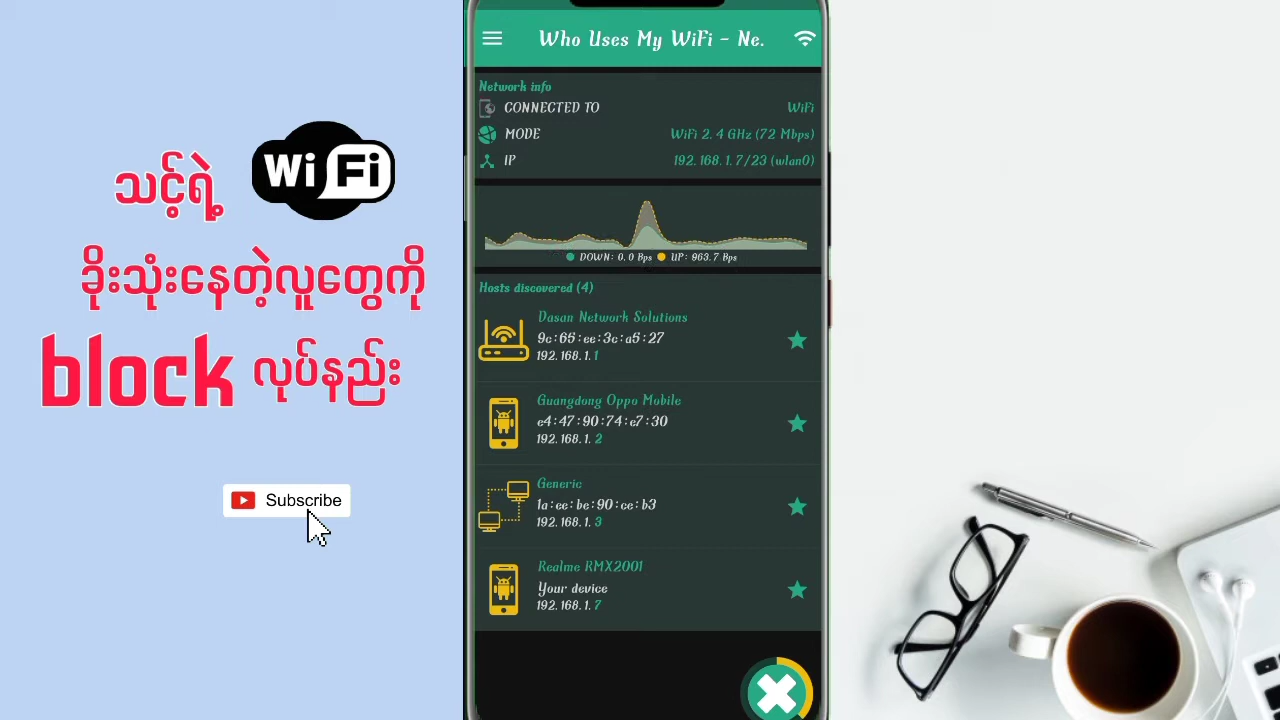 သင့်ရဲ့ WiFi
ခိုးသုံးနေတဲ့လူတွေကို
block လုပ်နည်း
Subscribe
Who Uses My WiFi - Ne.
Network info
CONNECTED TO WiFi
MODE WiFi 2.4 GHz (72 Mbps)
IP 192.168.1.7/23 (wlan0)
DOWN: 0.0 Bps UP: 963.7 Bps
Hosts discovered (4)
Dasan Network Solutions
9c:65:ee:3c:a5:27
192.168.1.1
Guangdong Oppo Mobile
e4:47:90:74:e7:30
192.168.1.2
Generic
1a:ee:be:90:ce:b3
192.168.1.3
Realme RMX2001
Your device
192.168.1.7